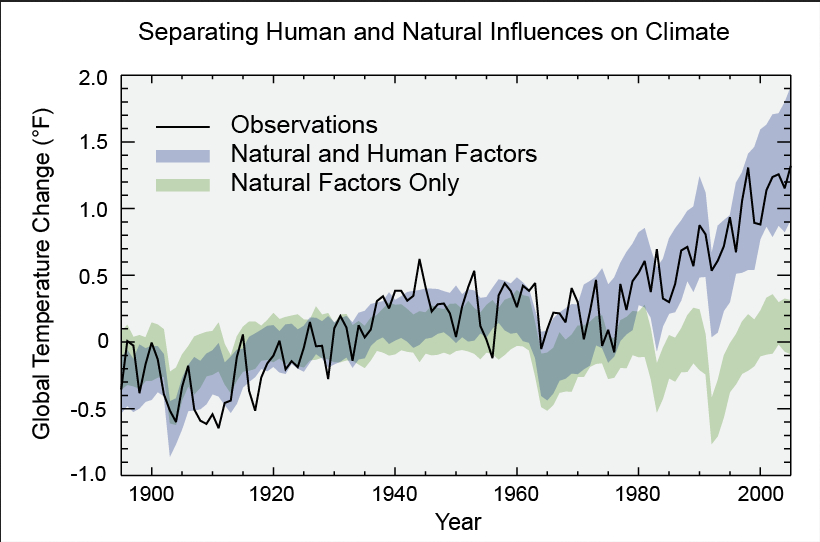 Separating Human and Natural Influences on Climate
Global Temperature Change (°F)
2.0
1.5
1.0
0.5
0
-0.5
-1.0
Observations
Natural and Human Factors
Natural Factors Only
1900 1920 1940 1960 1980 2000
Year